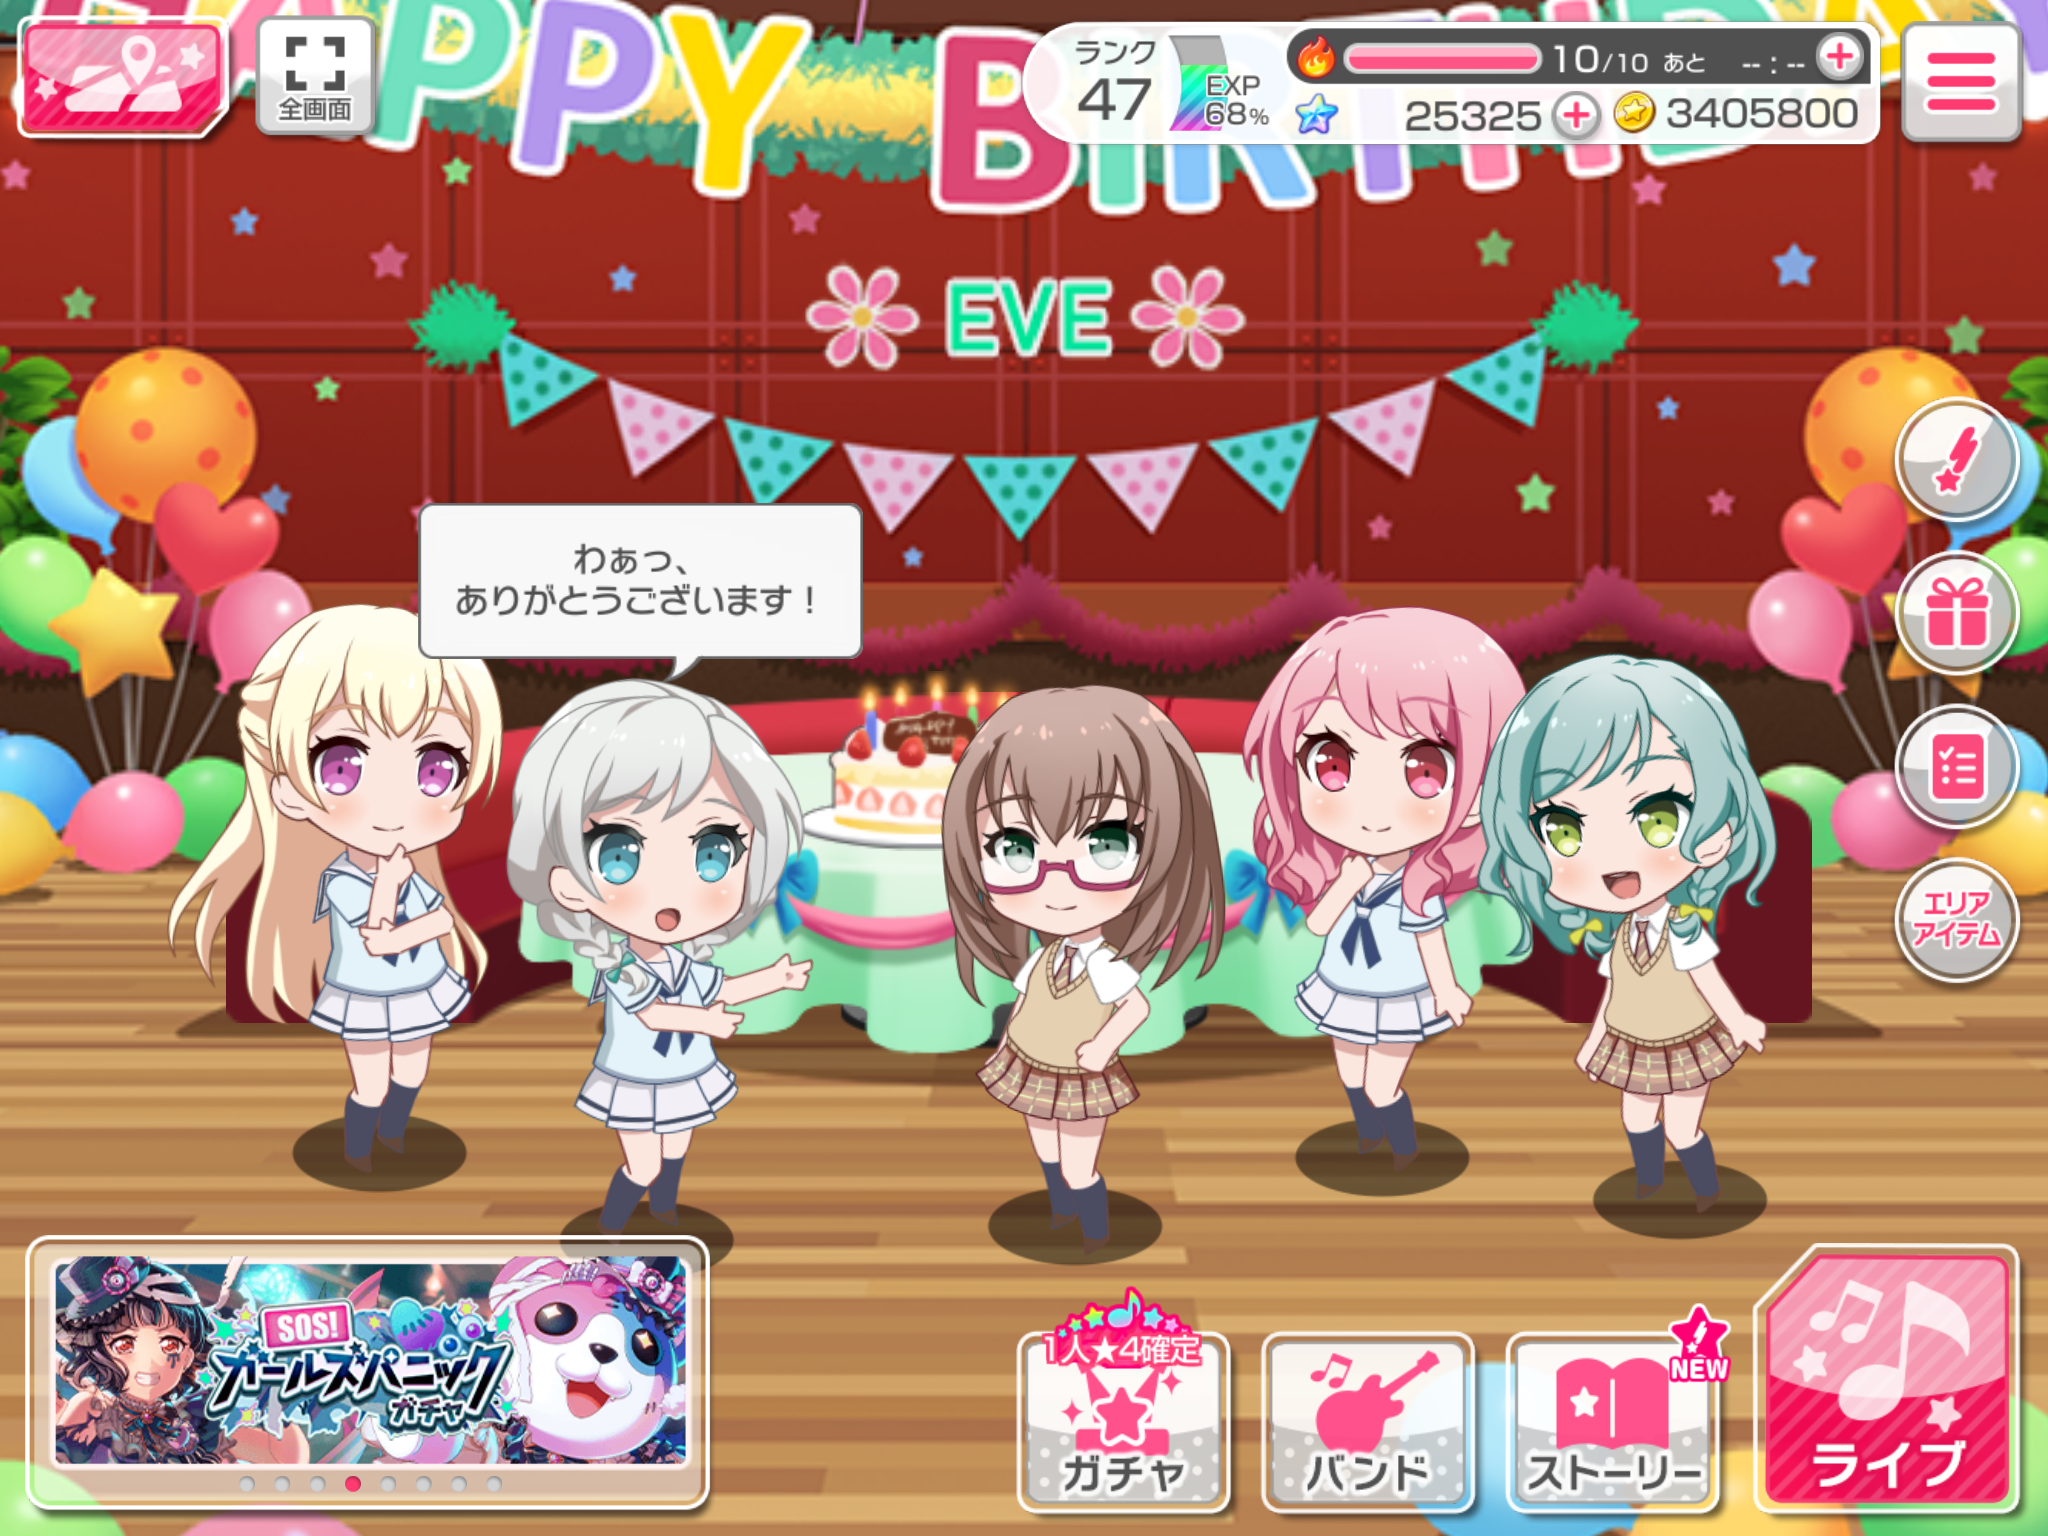 HAPPY BIRTHDAY
全画面
ランク
47
EXP
68%
10/10 あと --:--
25325
3405800
EVE
わぁっ、
ありがとうございます！
エリア
アイテム
SOS!
ガールズパニック
ガチャ
1人★4確定
ガチャ
バンド
NEW
ストーリー
ライブ